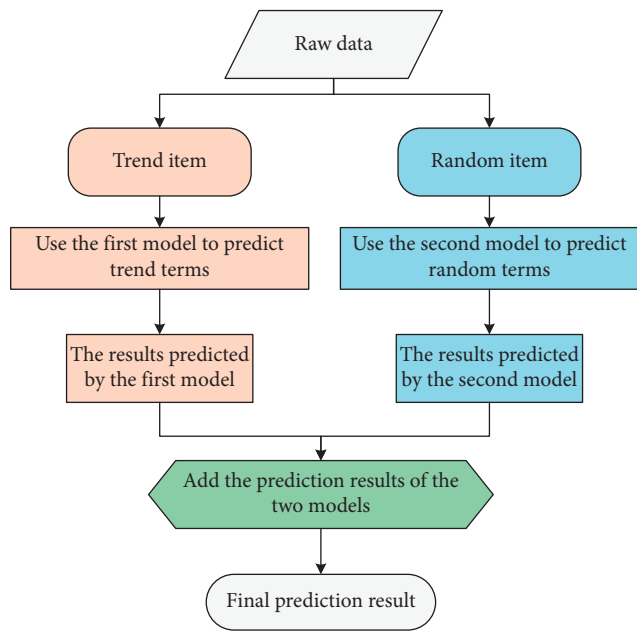 Raw data
Trend item
Random item
Use the first model to predict
trend terms
Use the second model to predict
random terms
The results predicted
by the first model
The results predicted
by the second model
Add the prediction results of the
two models
Final prediction result